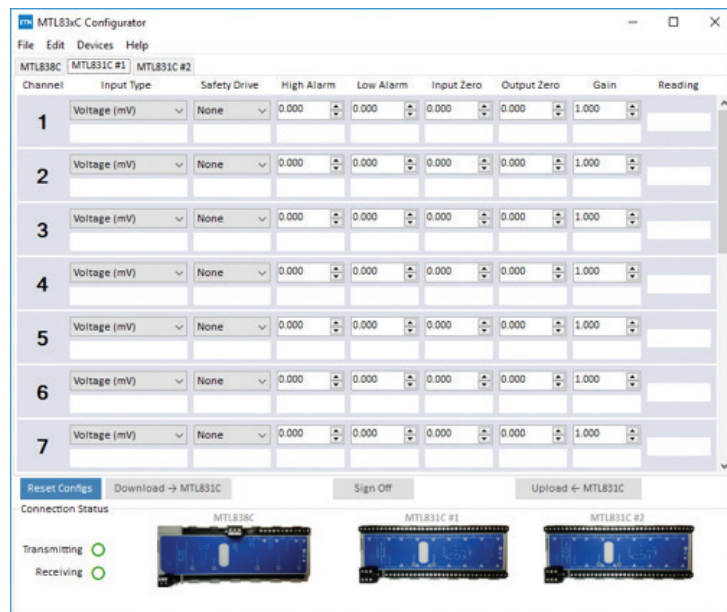 ETN MTL83xC Configurator
File Edit Devices Help
MTL838C MTL831C #1 MTL831C #2
Channel Input Type Safety Drive High Alarm Low Alarm Input Zero Output Zero Gain Reading
1 Voltage (mV) None 0.000 0.000 0.000 0.000 1.000
2 Voltage (mV) None 0.000 0.000 0.000 0.000 1.000
3 Voltage (mV) None 0.000 0.000 0.000 0.000 1.000
4 Voltage (mV) None 0.000 0.000 0.000 0.000 1.000
5 Voltage (mV) None 0.000 0.000 0.000 0.000 1.000
6 Voltage (mV) None 0.000 0.000 0.000 0.000 1.000
7 Voltage (mV) None 0.000 0.000 0.000 0.000 1.000
Reset Configs Download → MTL831C Sign Off Upload ← MTL831C
Connection Status
MTL838C MTL831C #1 MTL831C #2
Transmitting
Receiving